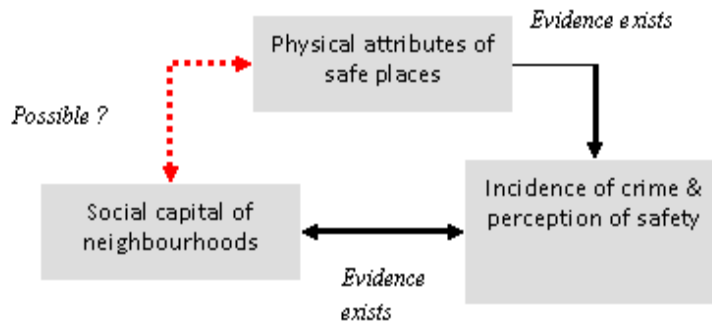 Evidence exists
Physical attributes of
safe places
Possible ?
Incidence of crime &
perception of safety
Social capital of
neighbourhoods
Evidence
exists